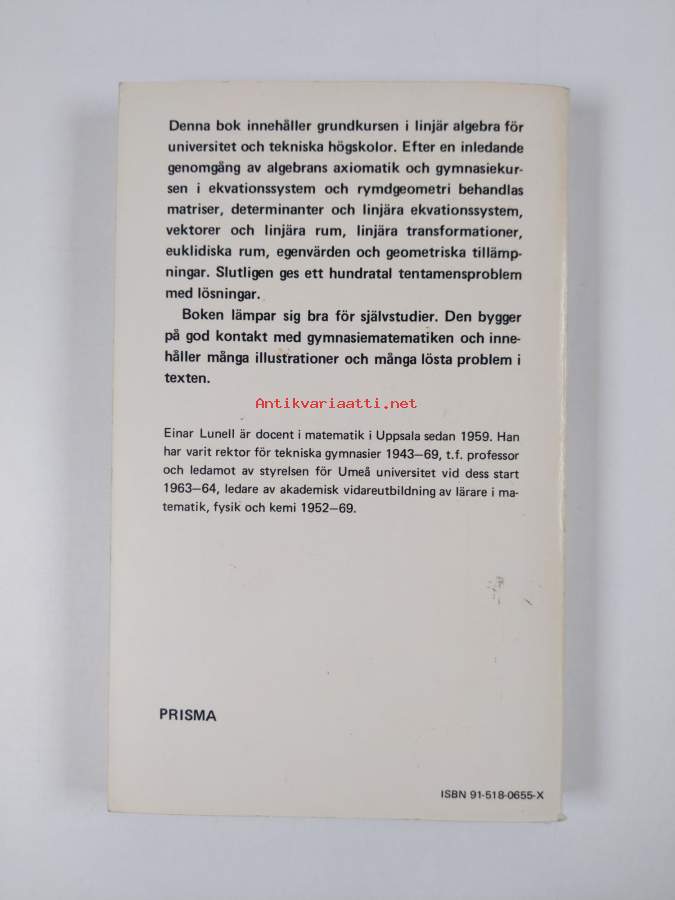 Denna bok innehåller grundkursen i linjär algebra för
universitet och tekniska högskolor. Efter en inledande
genomgång av algebrans axiomatik och gymnasiekur-
sen i ekvationssystem och rymdgeometri behandlas
matriser, determinanter och linjära ekvationssystem,
vektorer och linjära rum, linjära transformationer,
euklidiska rum, egenvärden och geometriska tillämp-
ningar. Slutligen ges ett hundratal tentamensproblem
med lösningar.
Boken lämpar sig bra för självstudier. Den bygger
på god kontakt med gymnasiematematiken och inne-
håller många illustrationer och många lösta problem i
texten.
Antikvariaatti.net
Einar Lunell är docent i matematik i Uppsala sedan 1959. Han
har varit rektor för tekniska gymnasier 1943–69, t.f. professor
och ledamot av styrelsen för Umeå universitet vid dess start
1963–64, ledare av akademisk vidareutbildning av lärare i ma-
tematik, fysik och kemi 1952–69.
PRISMA
ISBN 91-518-0655-X